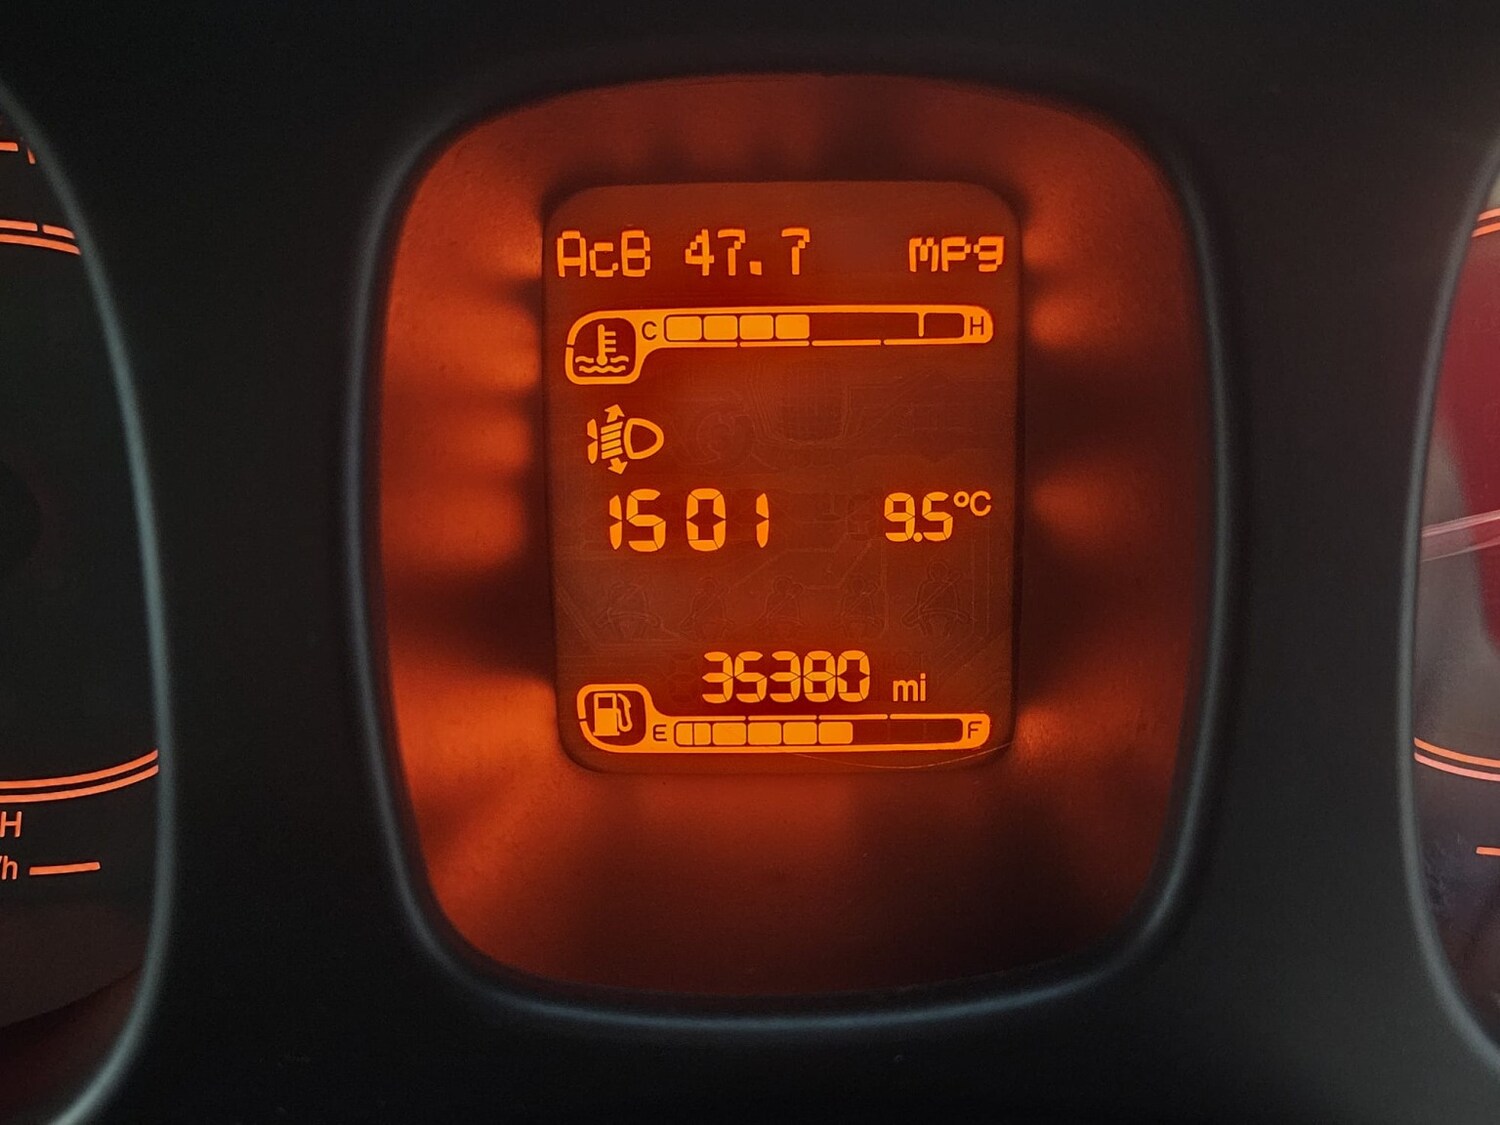 AcB 47.7 mpg
C H
1501 9.5°C
35380 mi
E F
H
/h